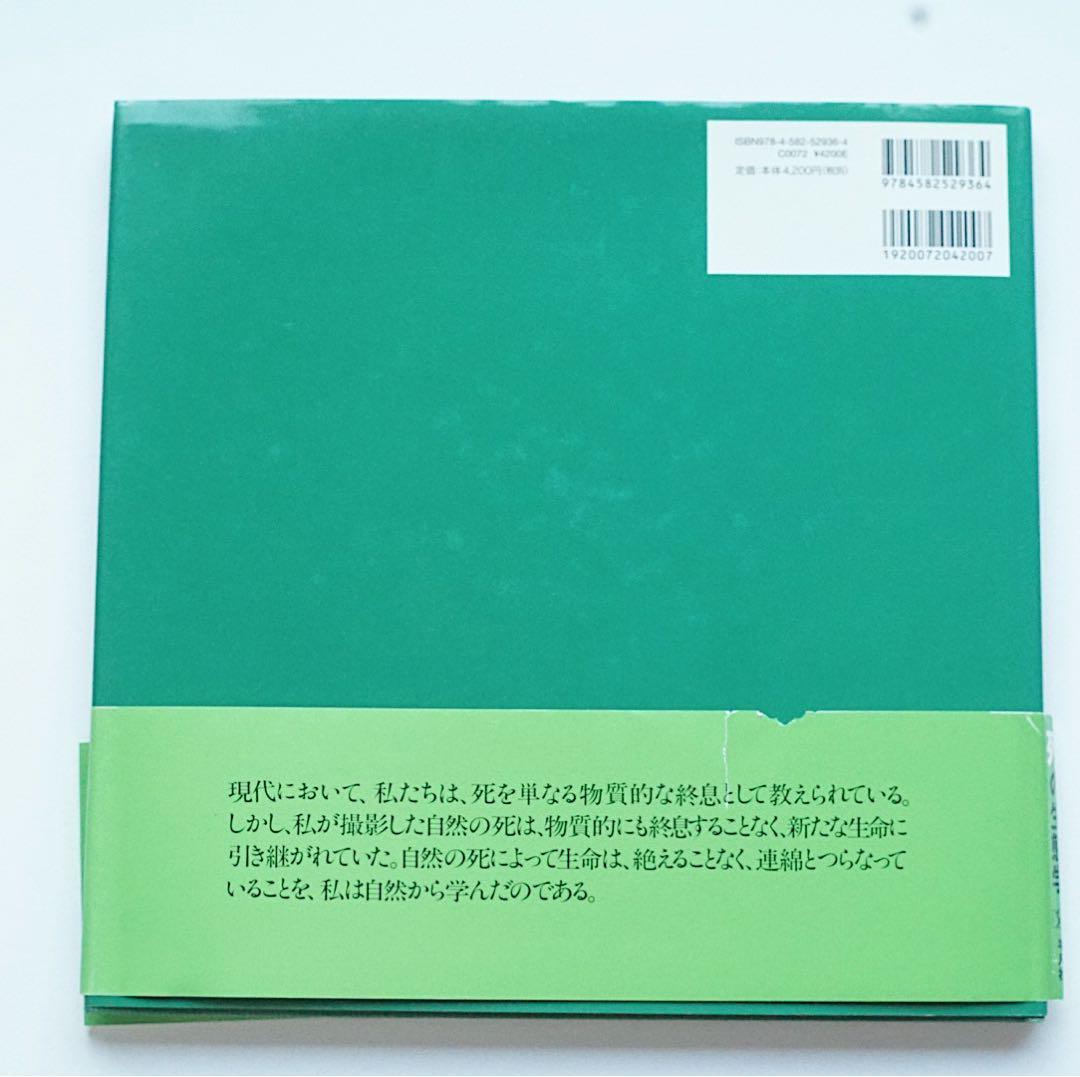 ISBN978-4-582-52936-4
C0072 ¥4200E
定価：本体4,200円（税別）
9784582529364
1920072042007
現代において、私たちは、死を単なる物質的な終息として教えられている。
しかし、私が撮影した自然の死は、物質的にも終息することなく、新たな生命に
引き継がれていた。自然の死によって生命は、絶えることなく、連綿とつらなって
いることを、私は自然から学んだのである。